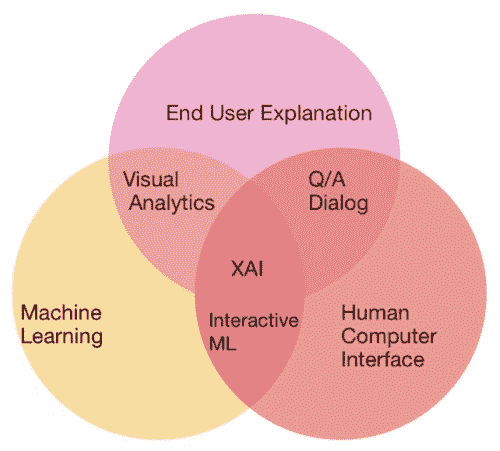 End User Explanation
Visual
Analytics
Q/A
Dialog
XAI
Interactive
ML
Machine
Learning
Human
Computer
Interface